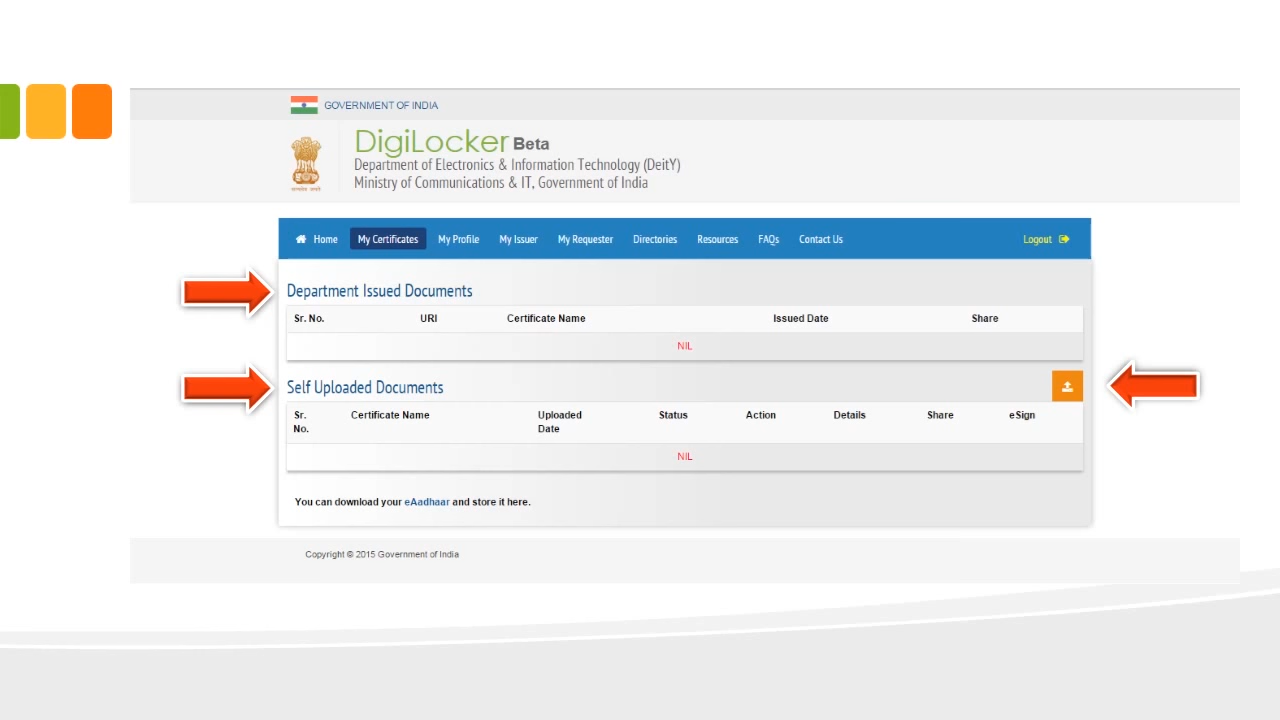 GOVERNMENT OF INDIA
DigiLocker Beta
Department of Electronics & Information Technology (DeitY)
Ministry of Communications & IT, Government of India
Home My Certificates My Profile My Issuer My Requester Directories Resources FAQs Contact Us Logout
Department Issued Documents
Sr. No. URI Certificate Name Issued Date Share
NIL
Self Uploaded Documents
Sr. No. Certificate Name Uploaded Date Status Action Details Share eSign
NIL
You can download your eAadhaar and store it here.
Copyright © 2015 Government of India